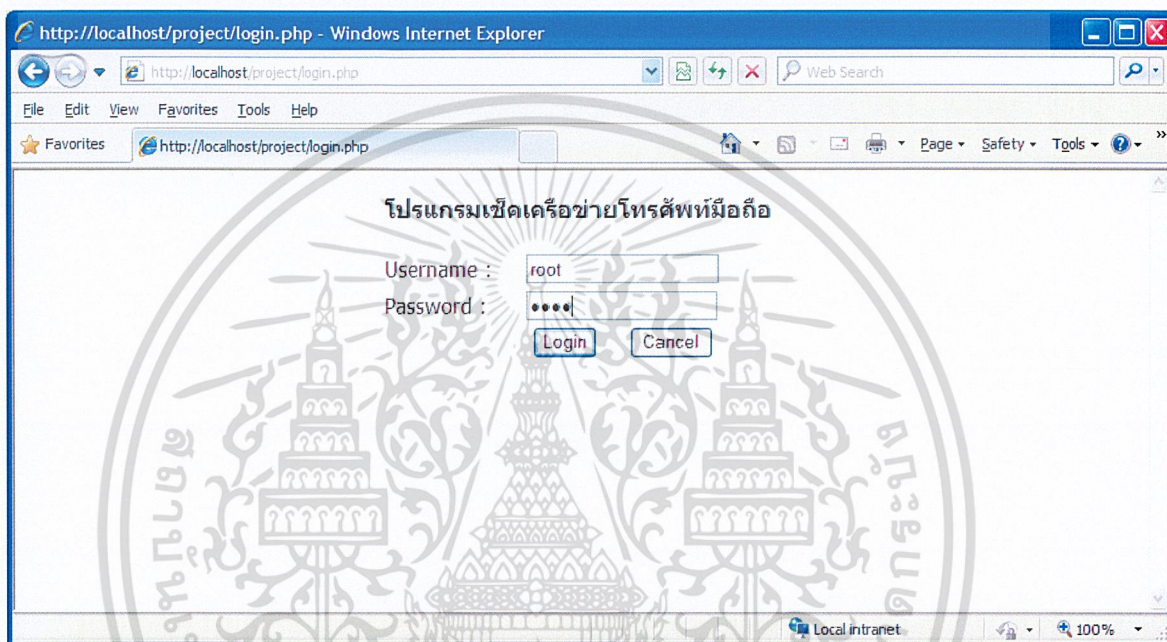 http://localhost/project/login.php - Windows Internet Explorer
http://localhost/project/login.php
Web Search
File Edit View Favorites Tools Help
Favorites
http://localhost/project/login.php
Page Safety Tools
โปรแกรมเช็คเครือข่ายโทรศัพท์มือถือ
Username : root
Password : ••••
Login Cancel
Local intranet
100%